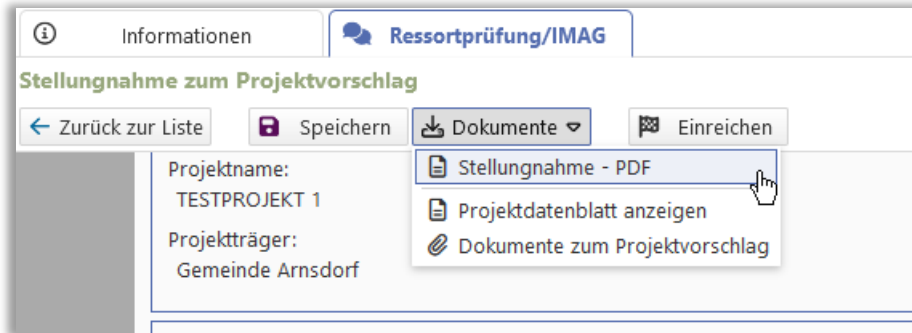 Informationen
Ressortprüfung/IMAG
Stellungnahme zum Projektvorschlag
Zurück zur Liste
Speichern
Dokumente
Einreichen
Projektname:
TESTPROJEKT 1
Projektträger:
Gemeinde Arnsdorf
Stellungnahme - PDF
Projektdatenblatt anzeigen
Dokumente zum Projektvorschlag